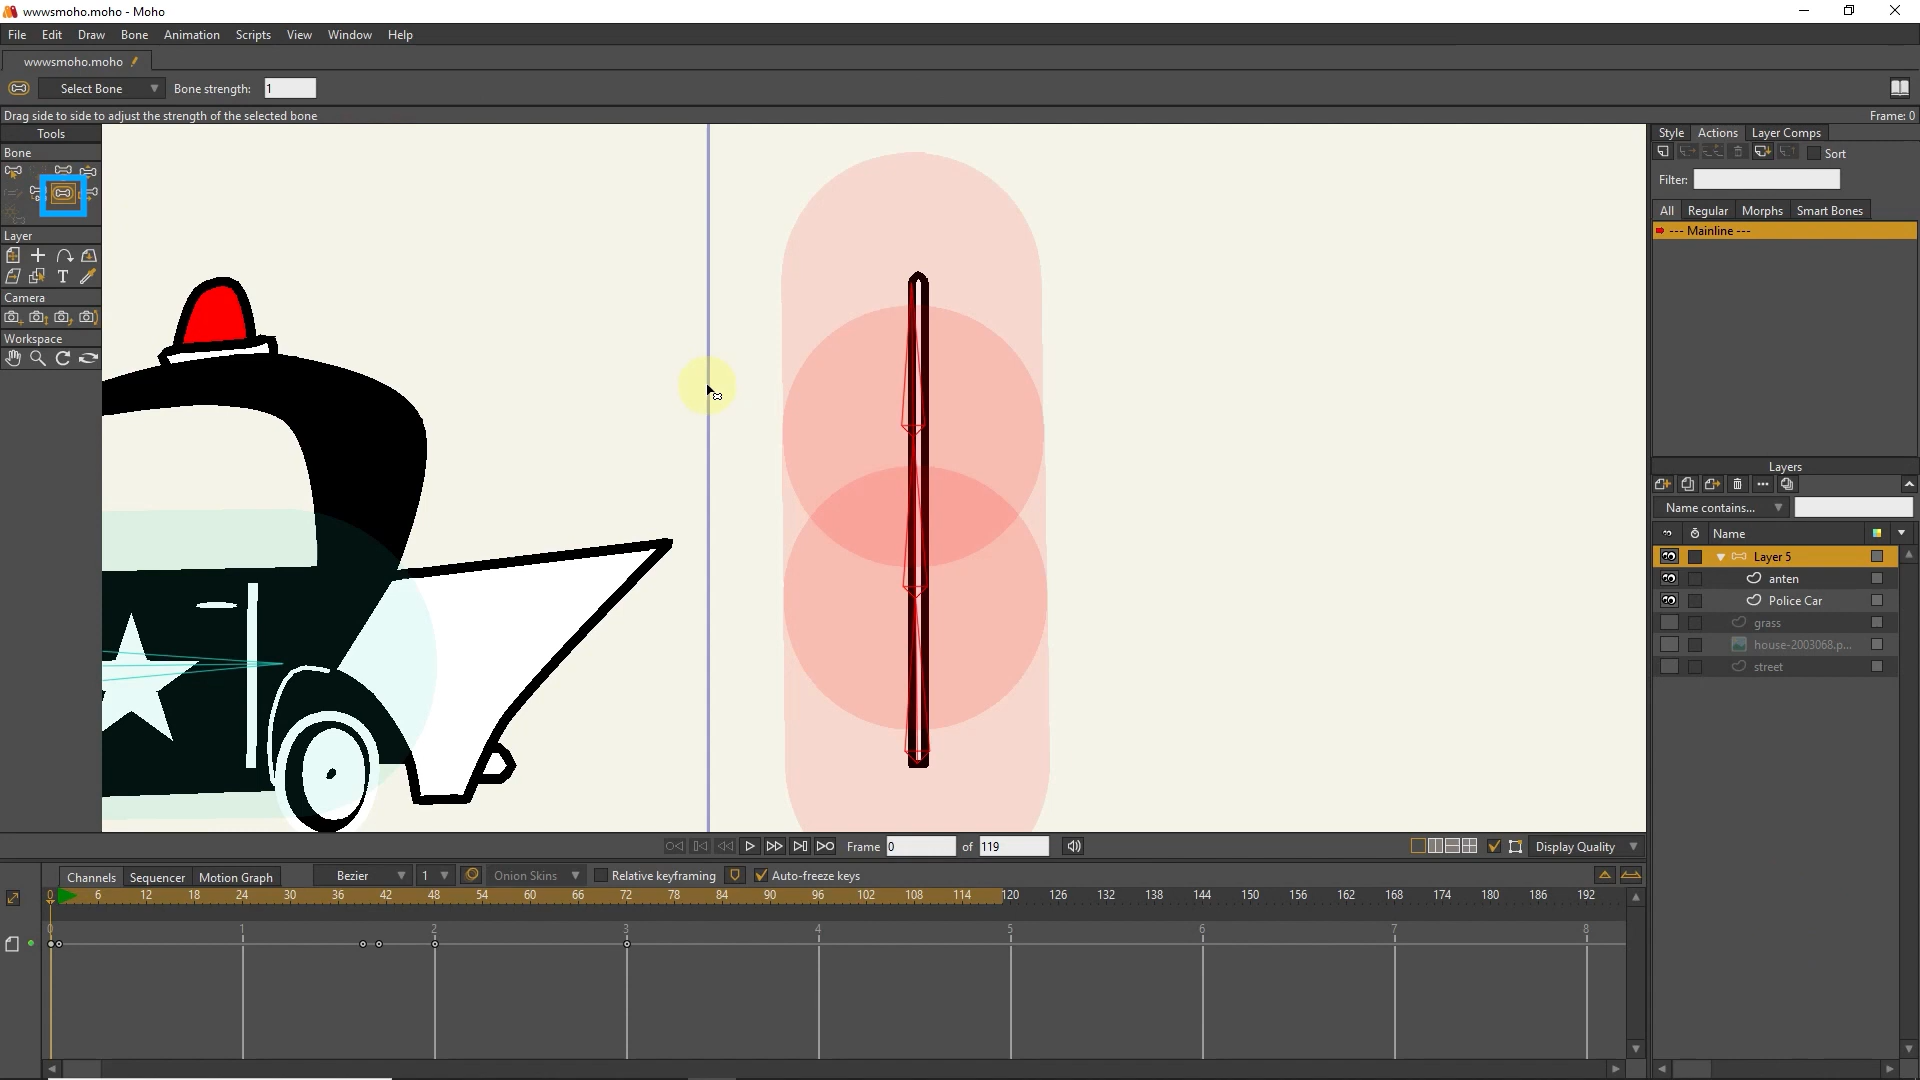 wwwsmoho.moho - Moho
File Edit Draw Bone Animation Scripts View Window Help
wwwsmoho.moho
Select Bone Bone strength: 1
Drag side to side to adjust the strength of the selected bone Frame: 0
Tools
Bone
Layer
T
Camera
Workspace
Style Actions Layer Comps
Sort
Filter:
All Regular Morphs Smart Bones
--- Mainline ---
Layers
Name contains...
Name
Layer 5
anten
Police Car
grass
house-2003068.p...
street
Frame 0 of 119 Display Quality
Channels Sequencer Motion Graph Bezier 1 Onion Skins Relative keyframing Auto-freeze keys
0 6 12 18 24 30 36 42 48 54 60 66 72 78 84 90 96 102 108 114 120 126 132 138 144 150 156 162 168 174 180 186 192
0 1 2 3 4 5 6 7 8